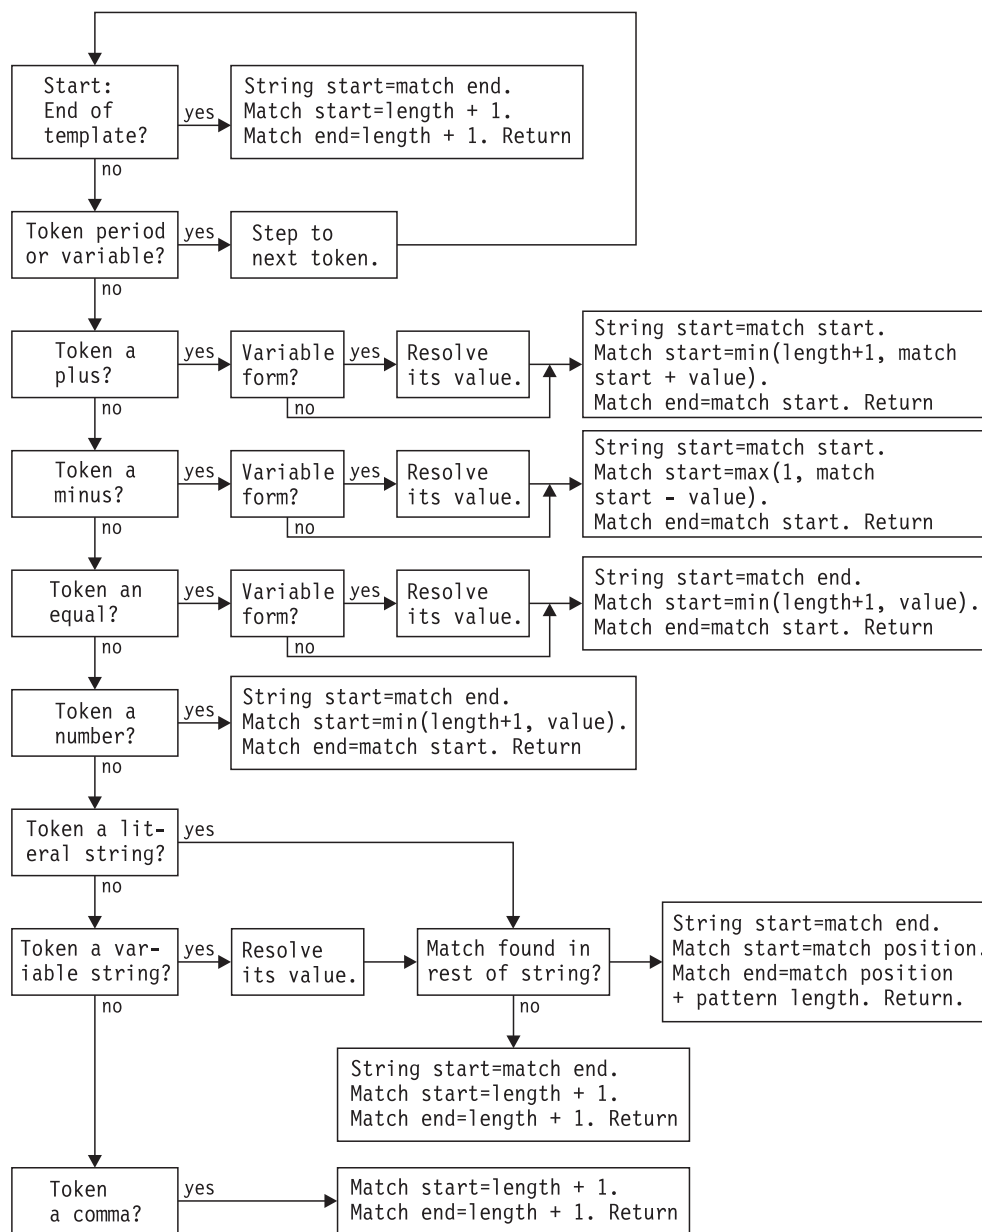 Start:
End of
template?
yes
String start=match end.
Match start=length + 1.
Match end=length + 1. Return
no
Token period
or variable?
yes
Step to
next token.
no
Token a
plus?
yes
Variable
form?
yes
Resolve
its value.
no
String start=match start.
Match start=min(length+1, match
start + value).
Match end=match start. Return
no
Token a
minus?
yes
Variable
form?
yes
Resolve
its value.
no
String start=match start.
Match start=max(1, match
start - value).
Match end=match start. Return
no
Token an
equal?
yes
Variable
form?
yes
Resolve
its value.
no
String start=match end.
Match start=min(length+1, value).
Match end=match start. Return
no
Token a
number?
yes
String start=match end.
Match start=min(length+1, value).
Match end=match start. Return
no
Token a lit-
eral string?
yes
no
Token a var-
iable string?
yes
Resolve
its value.
Match found in
rest of string?
String start=match end.
Match start=match position.
Match end=match position
+ pattern length. Return.
no
no
String start=match end.
Match start=length + 1.
Match end=length + 1. Return
Token
a comma?
yes
Match start=length + 1.
Match end=length + 1. Return